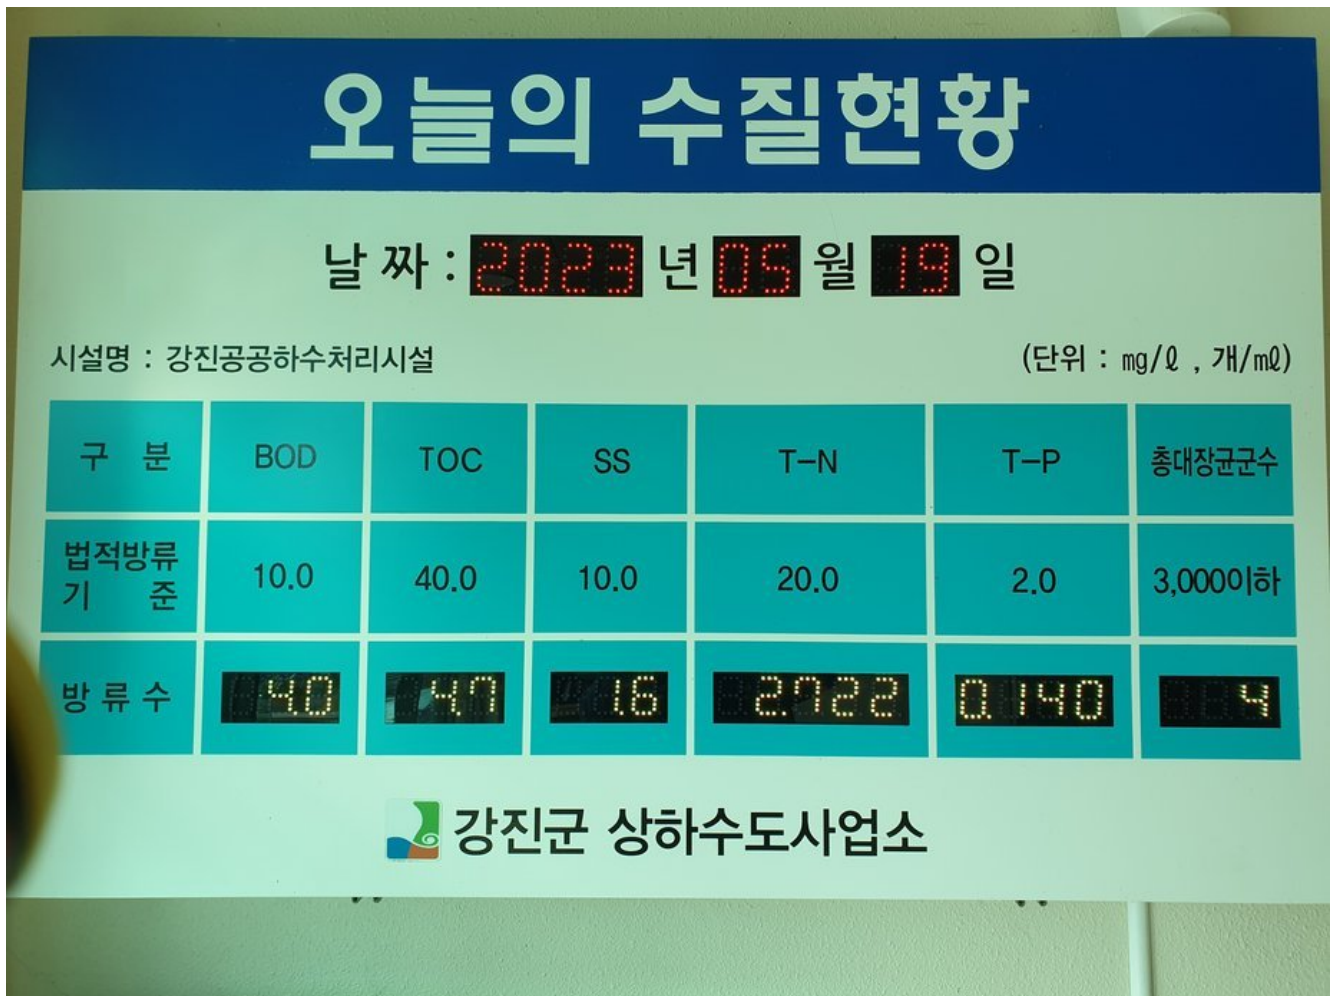 오늘의 수질현황
날짜 : 2023 년 05 월 19 일
시설명 : 강진공공하수처리시설 (단위 : ㎎/ℓ , 개/㎖)
구 분 BOD TOC SS T-N T-P 총대장균군수
법적방류 기 준 10.0 40.0 10.0 20.0 2.0 3,000이하
방류수 4.0 4.7 1.6 2.722 0.140 4
강진군 상하수도사업소